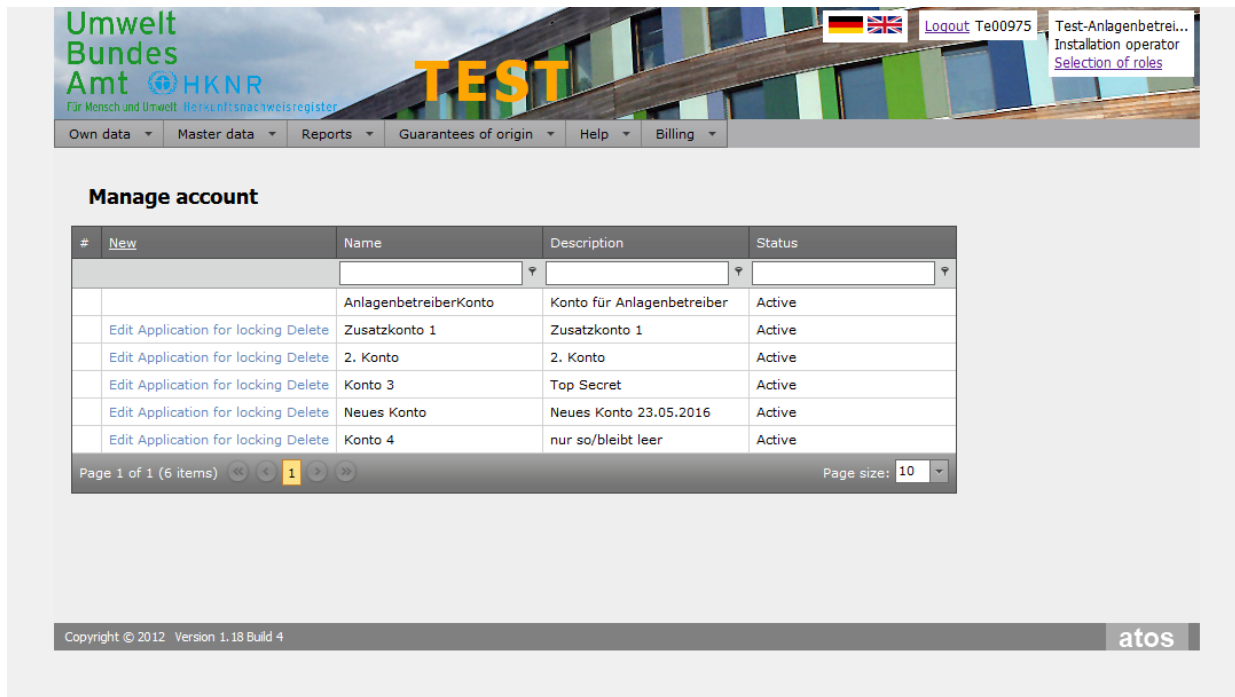 Umwelt
Bundes
Amt HKNR
Für Mensch und Umwelt Herkunftsnachweisregister
TEST
Logout Te00975
Test-Anlagenbetrei...
Installation operator
Selection of roles
Own data Master data Reports Guarantees of origin Help Billing
Manage account
# New Name Description Status
AnlagenbetreiberKonto Konto für Anlagenbetreiber Active
Edit Application for locking Delete Zusatzkonto 1 Zusatzkonto 1 Active
Edit Application for locking Delete 2. Konto 2. Konto Active
Edit Application for locking Delete Konto 3 Top Secret Active
Edit Application for locking Delete Neues Konto Neues Konto 23.05.2016 Active
Edit Application for locking Delete Konto 4 nur so/bleibt leer Active
Page 1 of 1 (6 items) 1 Page size: 10
Copyright © 2012 Version 1.18 Build 4
atos